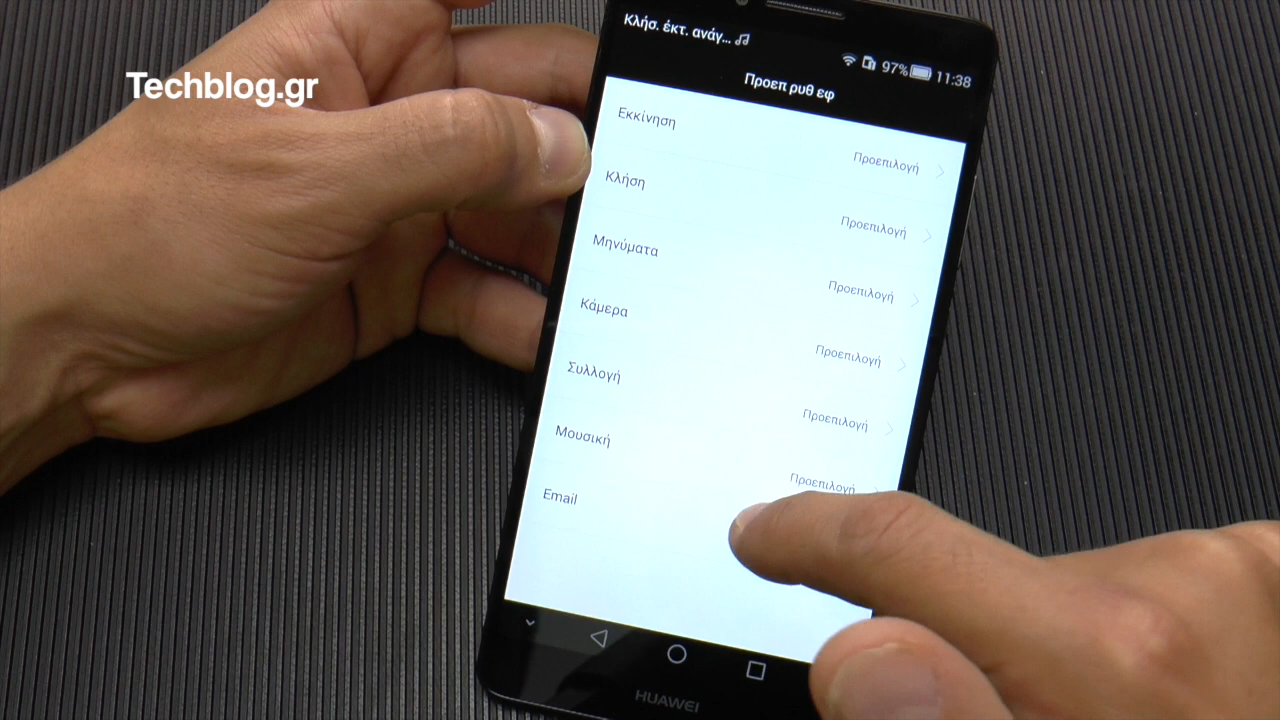 Techblog.gr
Κλήσ. έκτ. ανάγ...
97% 11:38
Προεπ ρυθ εφ
Εκκίνηση Προεπιλογή
Κλήση Προεπιλογή
Μηνύματα Προεπιλογή
Κάμερα Προεπιλογή
Συλλογή Προεπιλογή
Μουσική Προεπιλογή
Email
HUAWEI